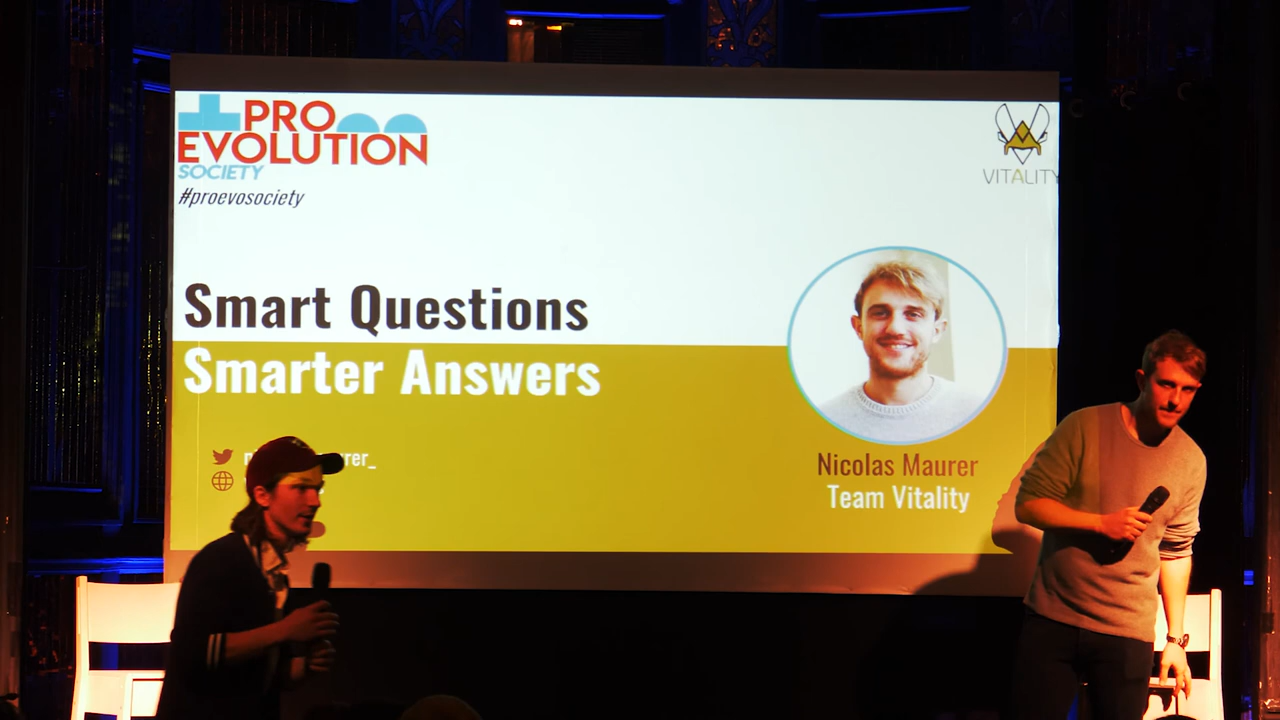 PRO
EVOLUTION
SOCIETY
#proevosociety
VITALITY
Smart Questions
Smarter Answers
Nicolas Maurer
Team Vitality